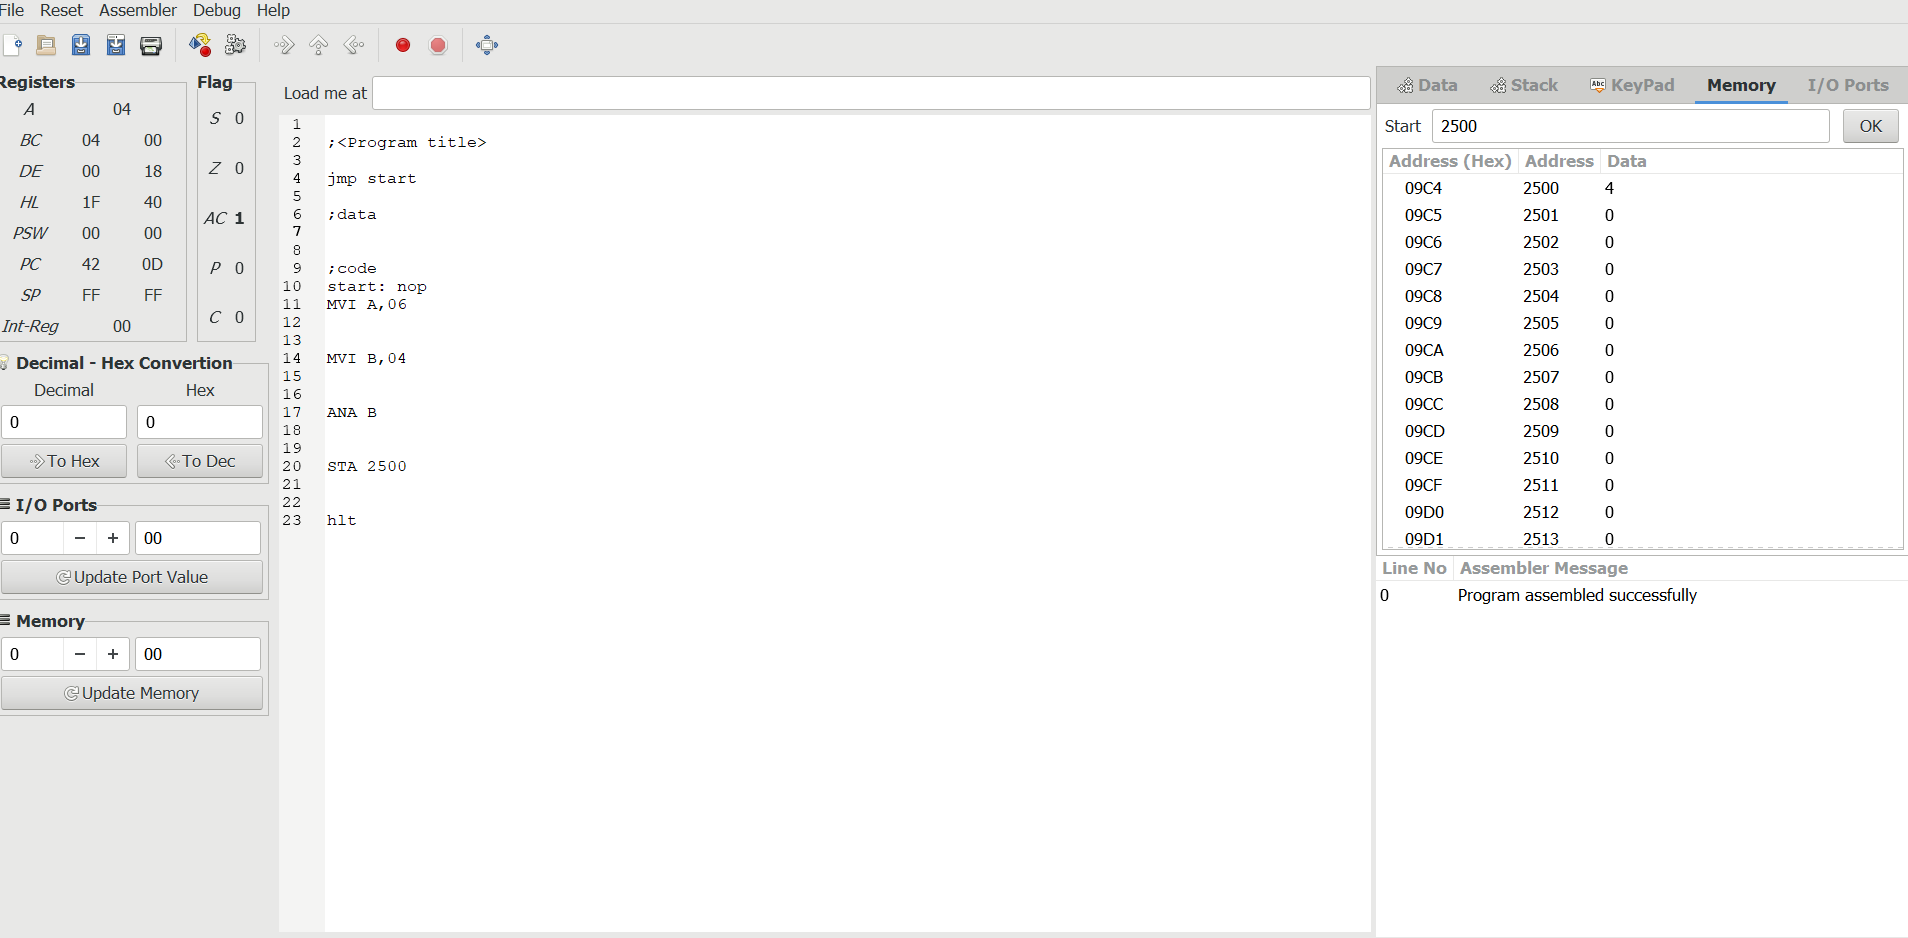 File Reset Assembler Debug Help
Registers
A 04
BC 04 00
DE 00 18
HL 1F 40
PSW 00 00
PC 42 0D
SP FF FF
Int-Reg 00
Flag
S 0
Z 0
AC 1
P 0
C 0
Decimal - Hex Convertion
Decimal Hex
0 0
To Hex To Dec
I/O Ports
0 − + 00
Update Port Value
Memory
0 − + 00
Update Memory
Load me at
1
2 ;<Program title>
3
4 jmp start
5
6 ;data
7
8
9 ;code
10 start: nop
11 MVI A,06
12
13
14 MVI B,04
15
16
17 ANA B
18
19
20 STA 2500
21
22
23 hlt
Data Stack Abc KeyPad Memory I/O Ports
Start 2500 OK
Address (Hex) Address Data
09C4 2500 4
09C5 2501 0
09C6 2502 0
09C7 2503 0
09C8 2504 0
09C9 2505 0
09CA 2506 0
09CB 2507 0
09CC 2508 0
09CD 2509 0
09CE 2510 0
09CF 2511 0
09D0 2512 0
09D1 2513 0
Line No Assembler Message
0 Program assembled successfully